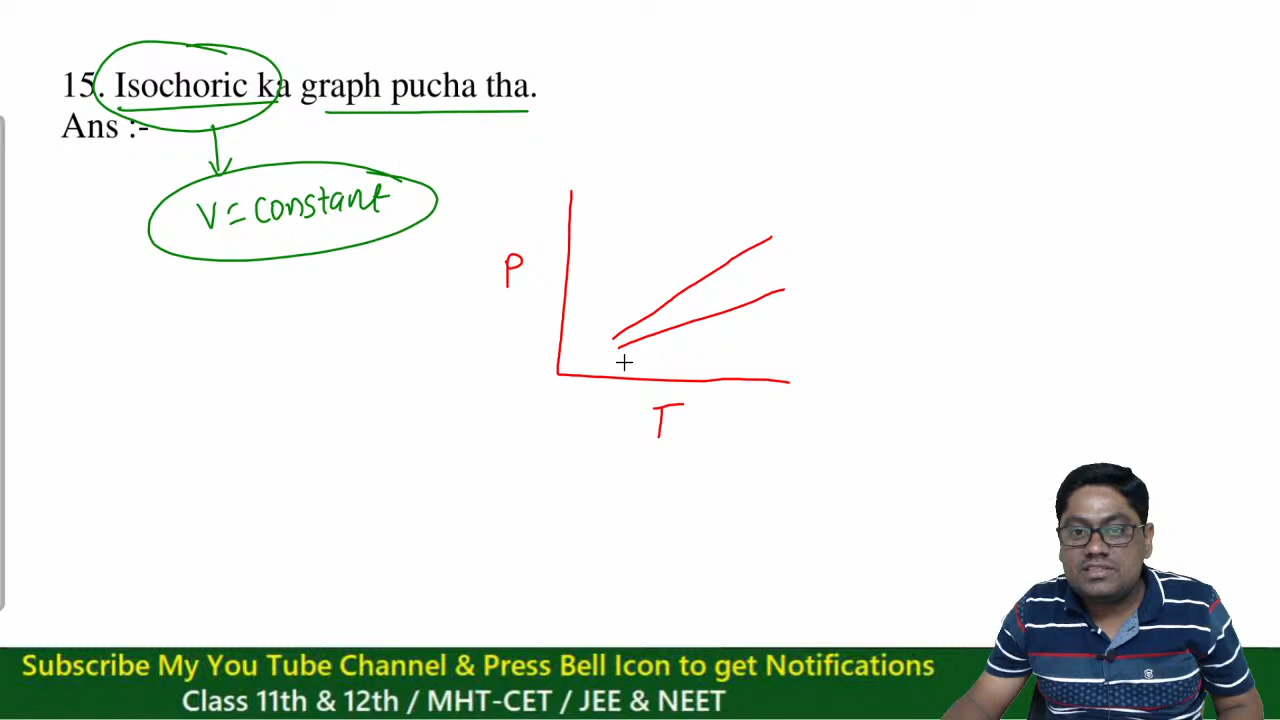 15. Isochoric ka graph pucha tha.
Ans :-
V = constant
P
T
Subscribe My You Tube Channel & Press Bell Icon to get Notifications
Class 11th & 12th / MHT-CET / JEE & NEET